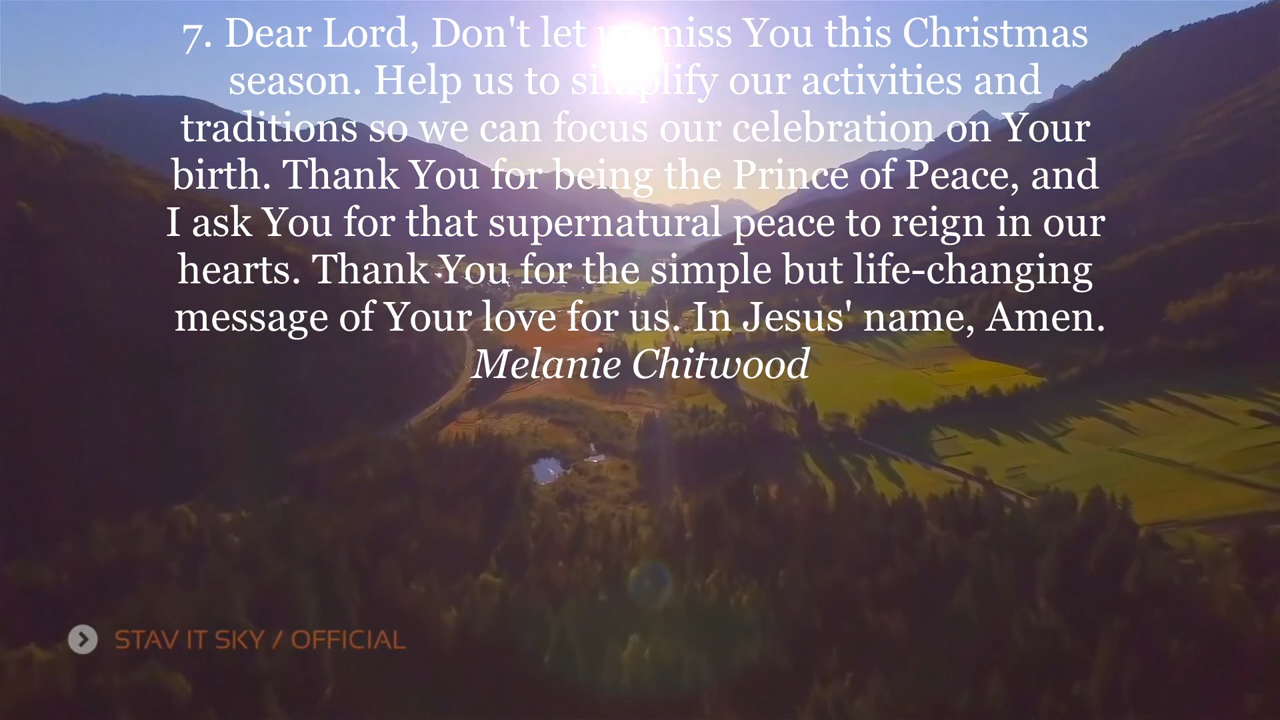 7. Dear Lord, Don't let us miss You this Christmas
season. Help us to simplify our activities and
traditions so we can focus our celebration on Your
birth. Thank You for being the Prince of Peace, and
I ask You for that supernatural peace to reign in our
hearts. Thank You for the simple but life-changing
message of Your love for us. In Jesus' name, Amen.
Melanie Chitwood
STAV IT SKY / OFFICIAL